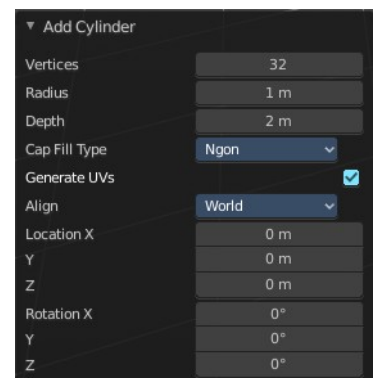 Add Cylinder
Vertices 32
Radius 1 m
Depth 2 m
Cap Fill Type Ngon
Generate UVs
Align World
Location X 0 m
Y 0 m
Z 0 m
Rotation X 0°
Y 0°
Z 0°